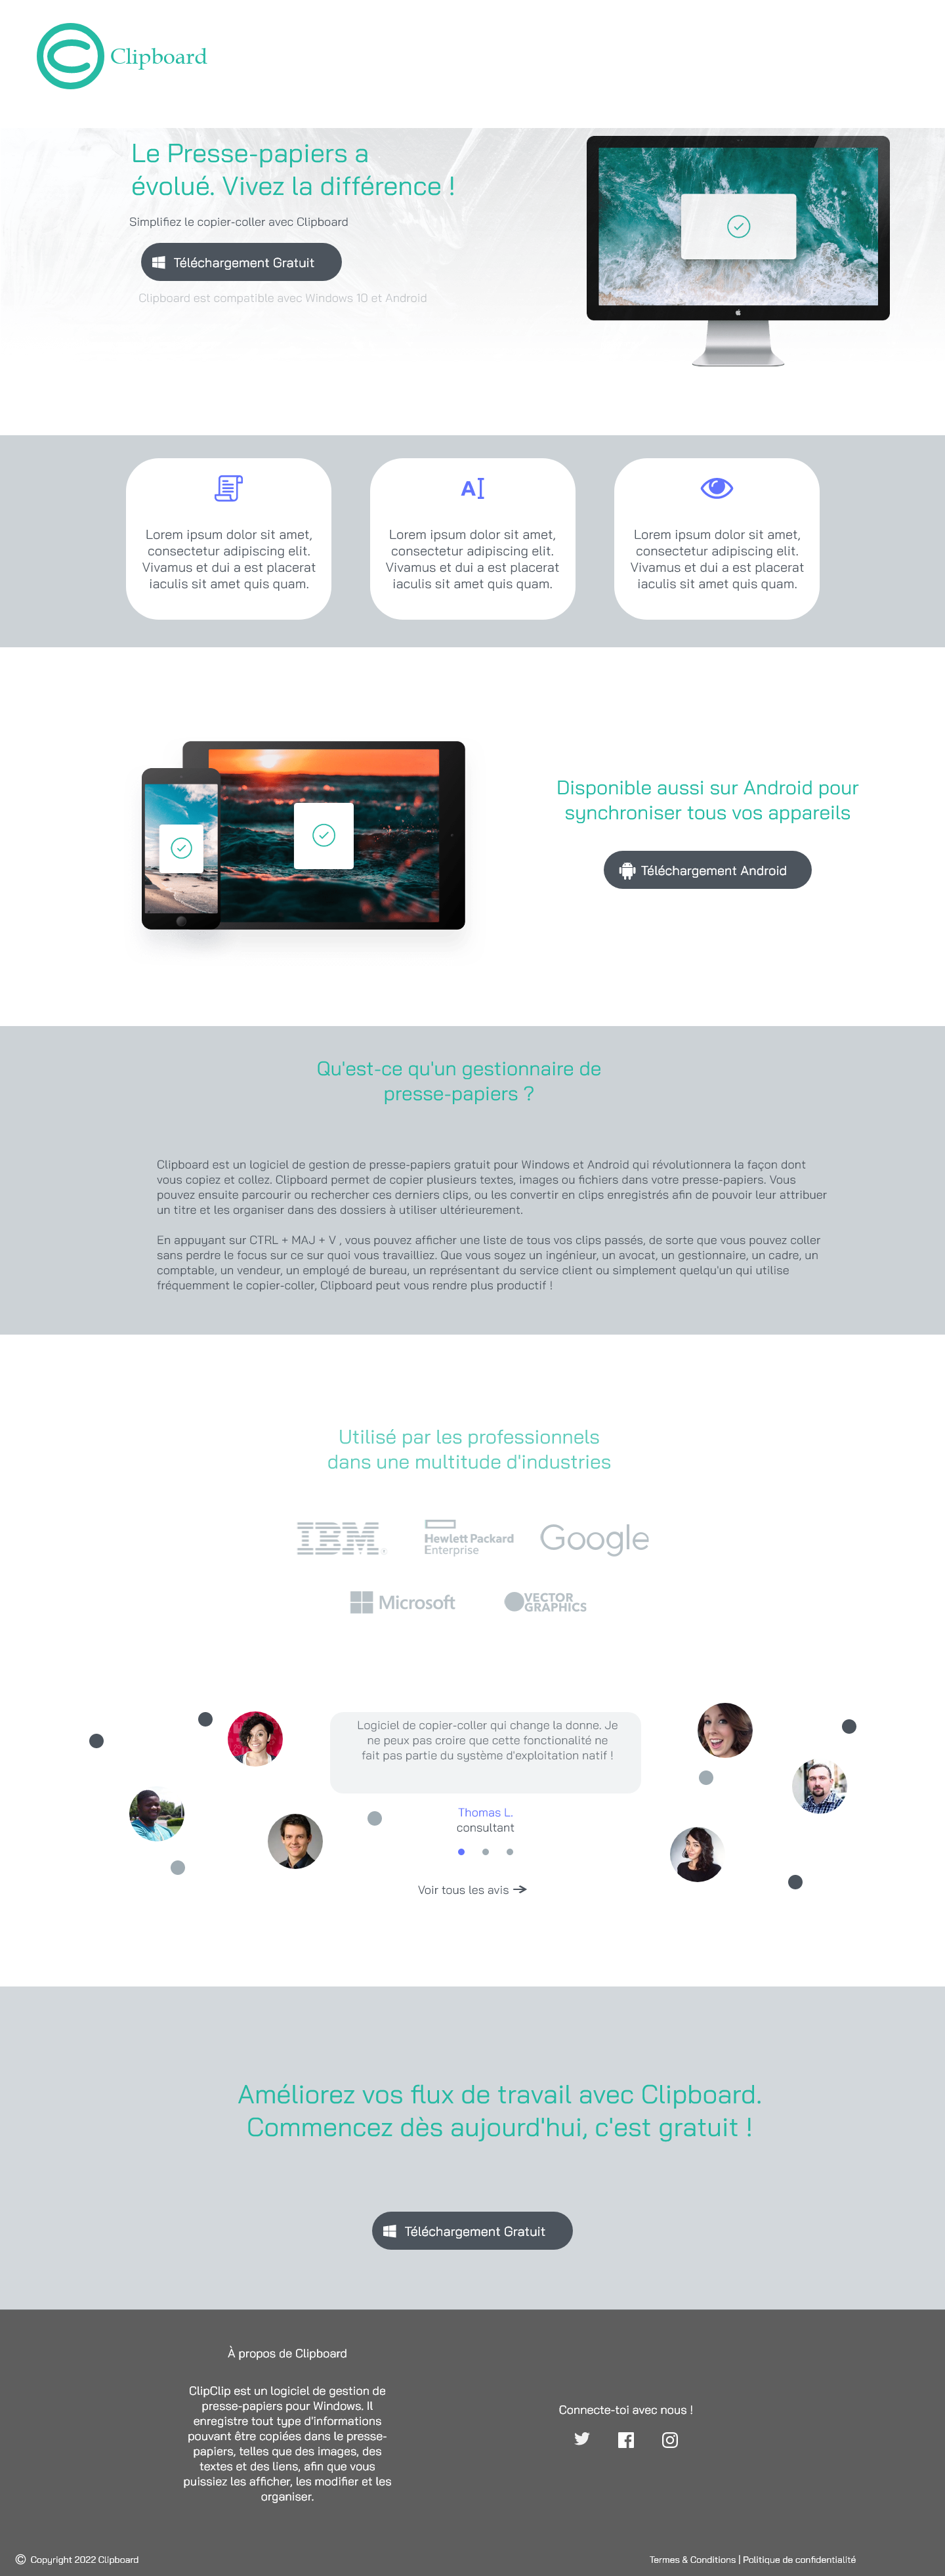 Clipboard
Le Presse-papiers a
évolué. Vivez la différence !
Simplifiez le copier-coller avec Clipboard
Téléchargement Gratuit
Clipboard est compatible avec Windows 10 et Android
A
Lorem ipsum dolor sit amet,
consectetur adipiscing elit.
Vivamus et dui a est placerat
iaculis sit amet quis quam.
Lorem ipsum dolor sit amet,
consectetur adipiscing elit.
Vivamus et dui a est placerat
iaculis sit amet quis quam.
Lorem ipsum dolor sit amet,
consectetur adipiscing elit.
Vivamus et dui a est placerat
iaculis sit amet quis quam.
Disponible aussi sur Android pour
synchroniser tous vos appareils
Téléchargement Android
Qu'est-ce qu'un gestionnaire de
presse-papiers ?
Clipboard est un logiciel de gestion de presse-papiers gratuit pour Windows et Android qui révolutionnera la façon dont
vous copiez et collez. Clipboard permet de copier plusieurs textes, images ou fichiers dans votre presse-papiers. Vous
pouvez ensuite parcourir ou rechercher ces derniers clips, ou les convertir en clips enregistrés afin de pouvoir leur attribuer
un titre et les organiser dans des dossiers à utiliser ultérieurement.
En appuyant sur CTRL + MAJ + V , vous pouvez afficher une liste de tous vos clips passés, de sorte que vous pouvez coller
sans perdre le focus sur ce sur quoi vous travailliez. Que vous soyez un ingénieur, un avocat, un gestionnaire, un cadre, un
comptable, un vendeur, un employé de bureau, un représentant du service client ou simplement quelqu'un qui utilise
fréquemment le copier-coller, Clipboard peut vous rendre plus productif !
Utilisé par les professionnels
dans une multitude d'industries
IBM
Hewlett Packard
Enterprise
Google
Microsoft
VECTOR
GRAPHICS
Logiciel de copier-coller qui change la donne. Je
ne peux pas croire que cette fonctionalité ne
fait pas partie du système d'exploitation natif !
Thomas L.
consultant
Voir tous les avis
Améliorez vos flux de travail avec Clipboard.
Commencez dès aujourd'hui, c'est gratuit !
Téléchargement Gratuit
À propos de Clipboard
ClipClip est un logiciel de gestion de
presse-papiers pour Windows. Il
enregistre tout type d'informations
pouvant être copiées dans le presse-
papiers, telles que des images, des
textes et des liens, afin que vous
puissiez les afficher, les modifier et les
organiser.
Connecte-toi avec nous !
© Copyright 2022 Clipboard
Termes & Conditions | Politique de confidentialité